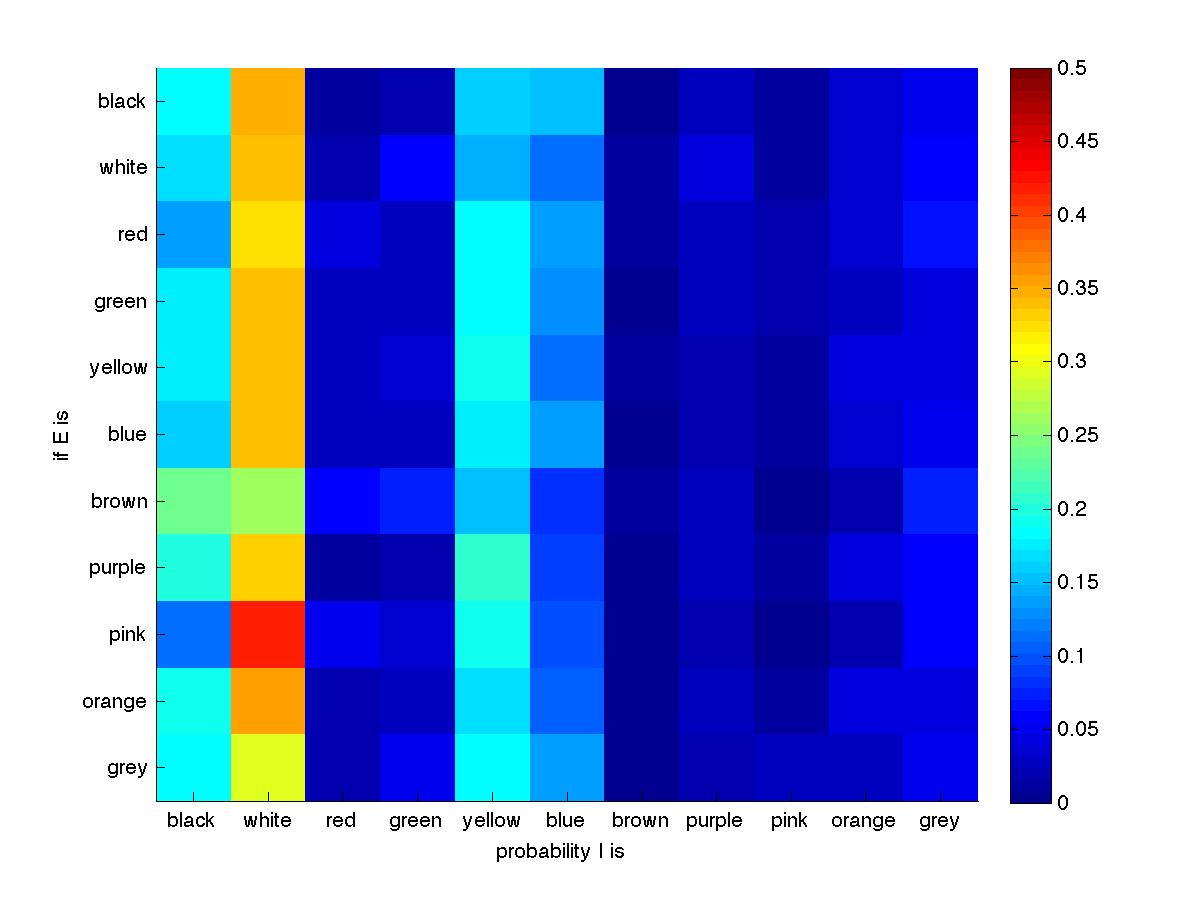 black
white
red
green
yellow
blue
brown
purple
pink
orange
grey
if E is
black white red green yellow blue brown purple pink orange grey
probability I is
0.5
0.45
0.4
0.35
0.3
0.25
0.2
0.15
0.1
0.05
0